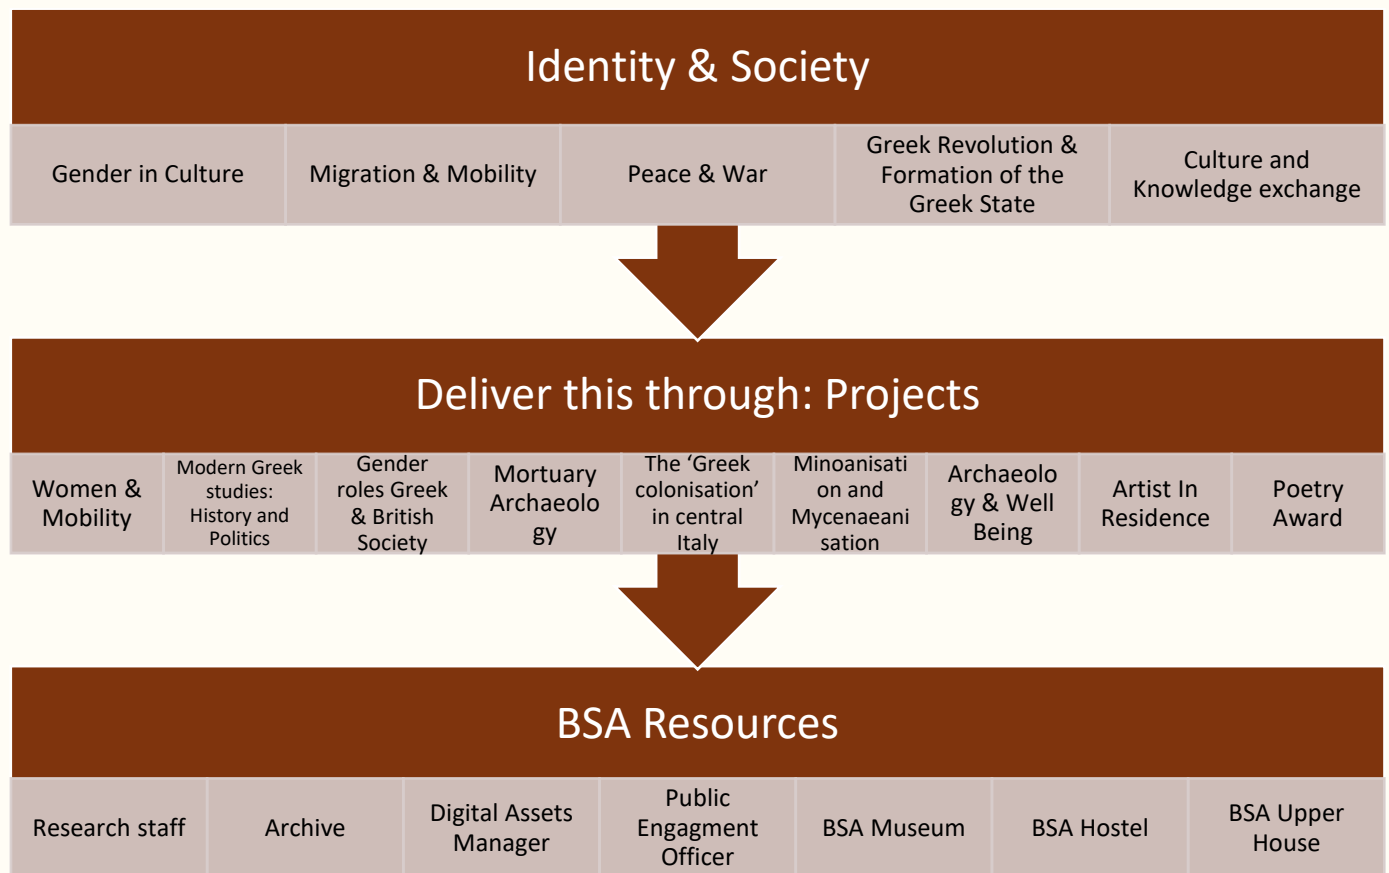 Identity & Society
Gender in Culture
Migration & Mobility
Peace & War
Greek Revolution &
Formation of the
Greek State
Culture and
Knowledge exchange
Deliver this through: Projects
Women &
Mobility
Modern Greek
studies:
History and
Politics
Gender
roles Greek
& British
Society
Mortuary
Archaeolo
gy
The ‘Greek
colonisation’
in central
Italy
Minoanisati
on and
Mycenaeani
sation
Archaeolo
gy & Well
Being
Artist In
Residence
Poetry
Award
BSA Resources
Research staff
Archive
Digital Assets
Manager
Public
Engagment
Officer
BSA Museum
BSA Hostel
BSA Upper
House